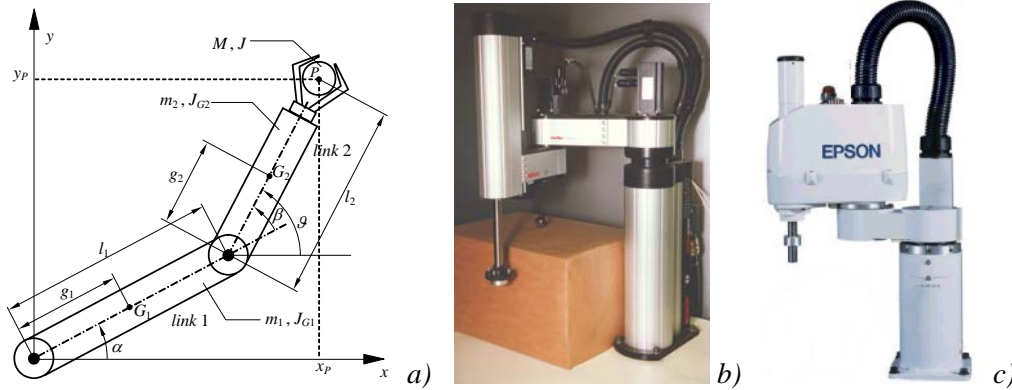 y
M , J
P
y_P
m_2 , J_G2
link 2
g_2
G_2
l_2
β
ϑ
l_1
g_1
G_1
link 1
m_1 , J_G1
α
x_P
x
a)
b)
EPSON
c)